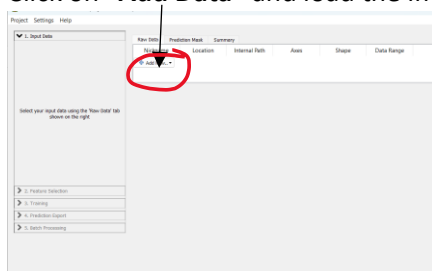 Project Settings Help
1. Input Data
Raw Data Prediction Mask Summary
Nickname Location Internal Path Axes Shape Data Range
Select your input data using the 'Raw Data' tab
shown on the right
2. Feature Selection
3. Training
4. Prediction Export
5. Batch Processing